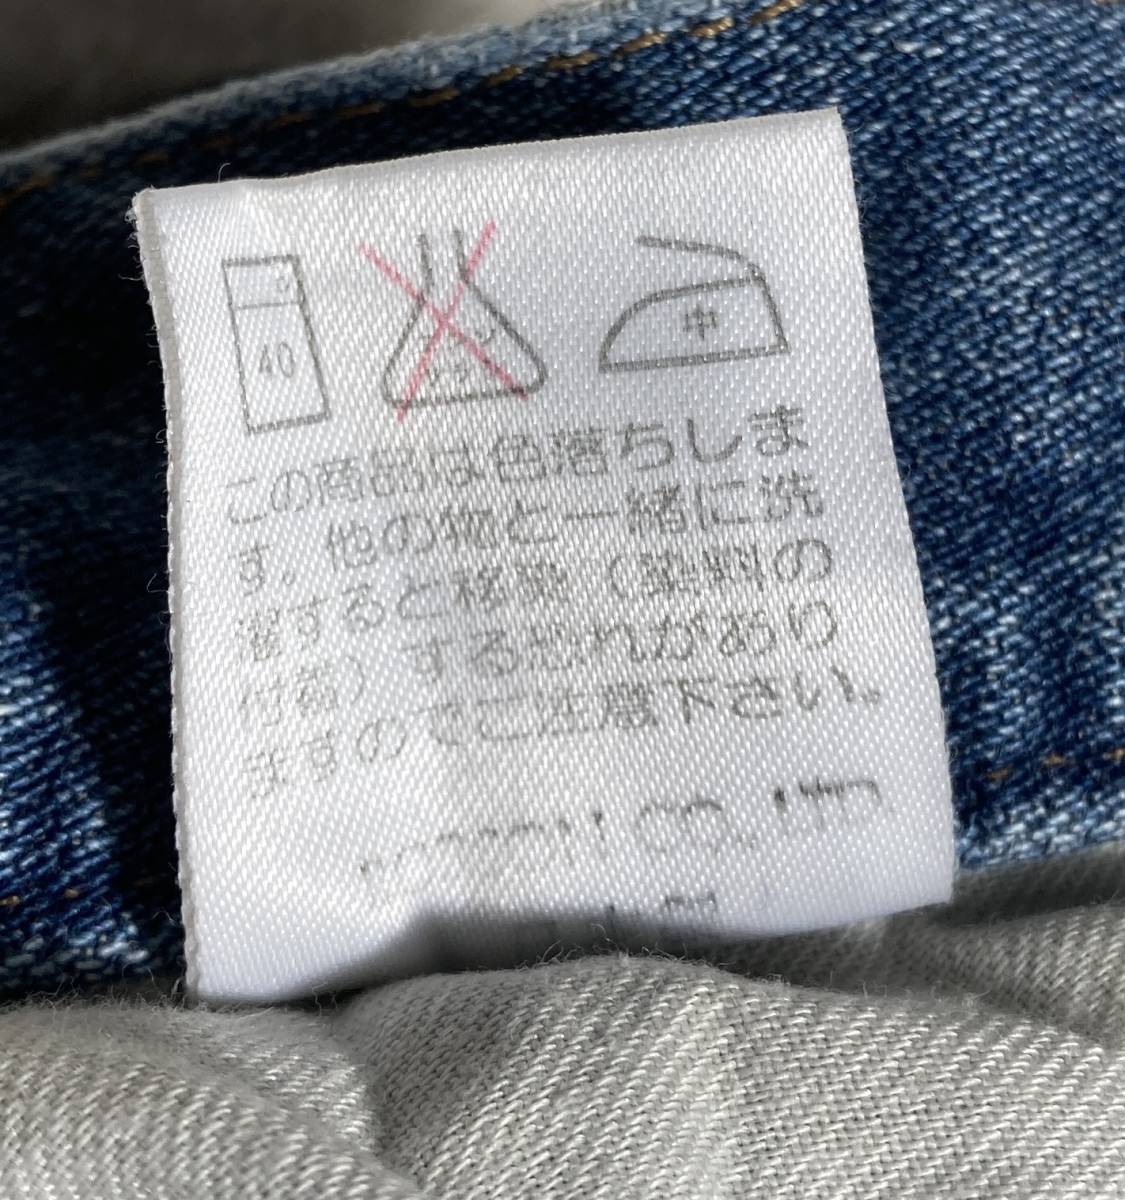 40
中
この商品は色落ちしま
す。他の物と一緒に洗
濯すると移染(染料の
付着)する恐れがあり
ますのでご注意下さい。